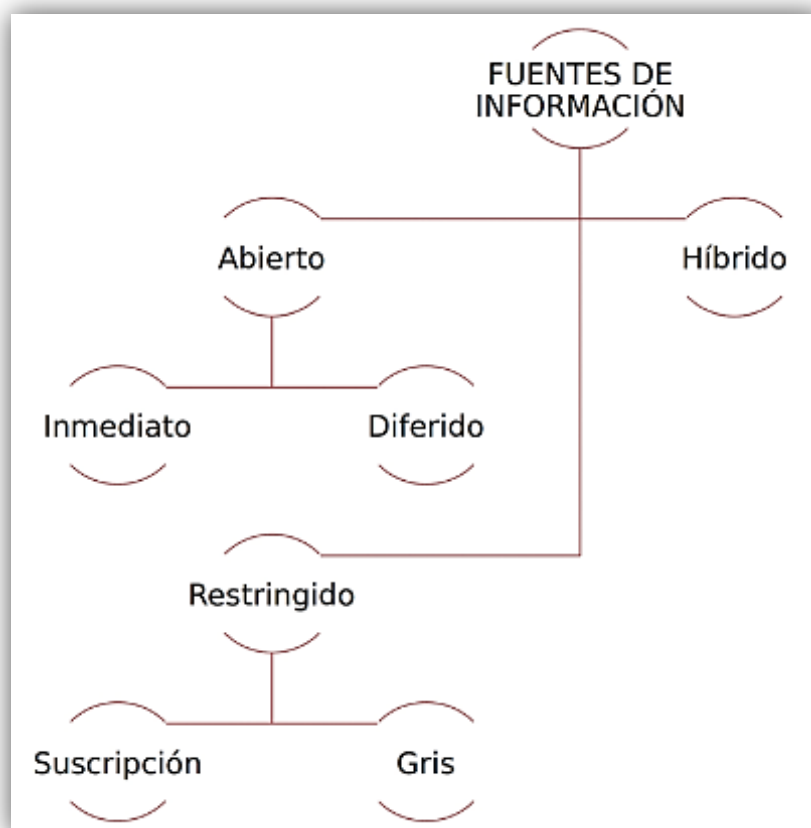 FUENTES DE
INFORMACIÓN
Abierto
Híbrido
Inmediato
Diferido
Restringido
Suscripción
Gris